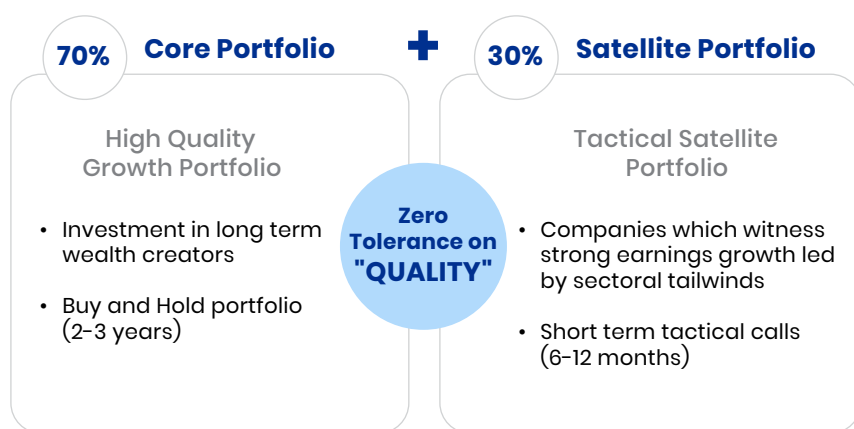 70% Core Portfolio + 30% Satellite Portfolio
High Quality
Growth Portfolio
• Investment in long term
wealth creators
• Buy and Hold portfolio
(2-3 years)
Zero
Tolerance on
"QUALITY"
Tactical Satellite
Portfolio
• Companies which witness
strong earnings growth led
by sectoral tailwinds
• Short term tactical calls
(6-12 months)